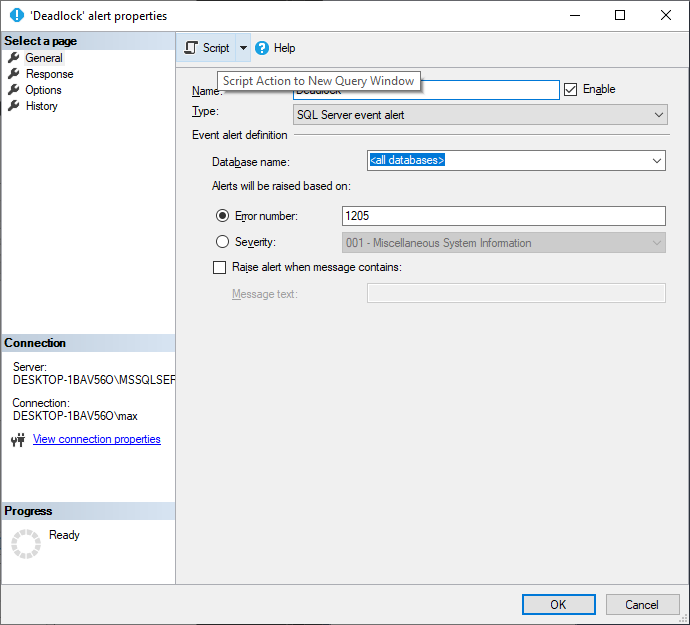 'Deadlock' alert properties
Select a page
General
Response
Options
History
Script
Help
Script Action to New Query Window
Name:
Deadlock
Enable
Type:
SQL Server event alert
Event alert definition
Database name:
<all databases>
Alerts will be raised based on:
Error number:
1205
Severity:
001 - Miscellaneous System Information
Raise alert when message contains:
Message text:
Connection
Server:
DESKTOP-1BAV56O\MSSQLSEF
Connection:
DESKTOP-1BAV56O\max
View connection properties
Progress
Ready
OK
Cancel